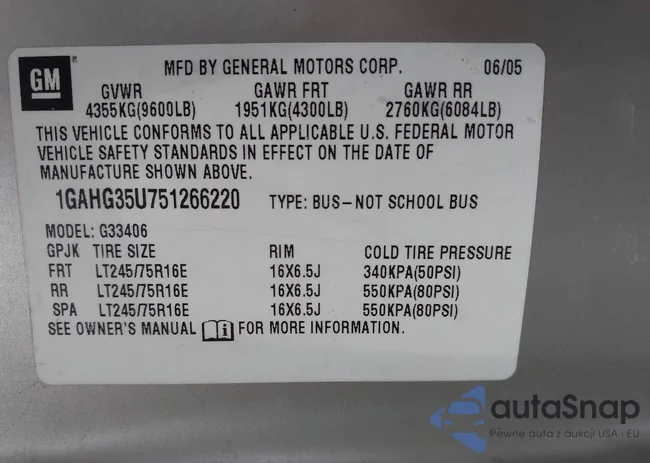 GM ® MFD BY GENERAL MOTORS CORP. 06/05
GVWR GAWR FRT GAWR RR
4355KG(9600LB) 1951KG(4300LB) 2760KG(6084LB)
THIS VEHICLE CONFORMS TO ALL APPLICABLE U.S. FEDERAL MOTOR
VEHICLE SAFETY STANDARDS IN EFFECT ON THE DATE OF
MANUFACTURE SHOWN ABOVE.
1GAHG35U751266220 TYPE: BUS-NOT SCHOOL BUS
MODEL: G33406
GPJK TIRE SIZE RIM COLD TIRE PRESSURE
FRT LT245/75R16E 16X6.5J 340KPA(50PSI)
RR LT245/75R16E 16X6.5J 550KPA(80PSI)
SPA LT245/75R16E 16X6.5J 550KPA(80PSI)
SEE OWNER'S MANUAL FOR MORE INFORMATION.
autaSnap
Pewne auta z aukcji USA - EU